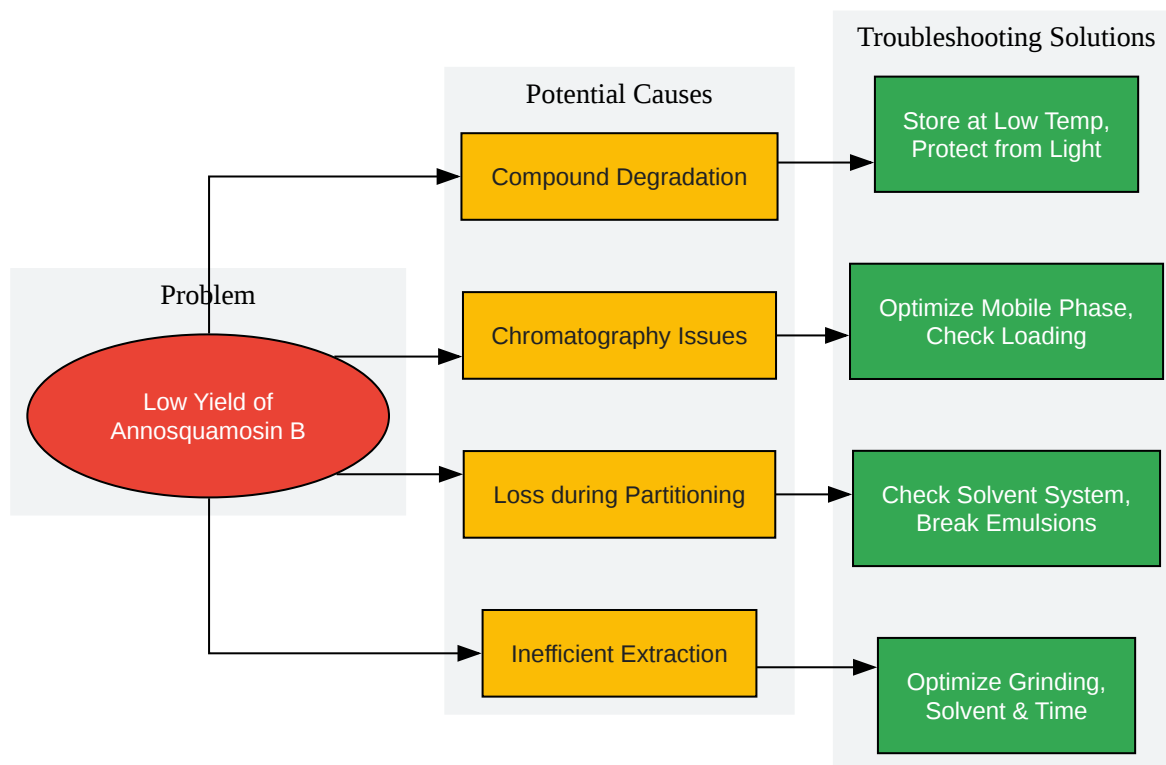 Troubleshooting Solutions
Potential Causes
Store at Low Temp,
Protect from Light
Compound Degradation
Problem
Optimize Mobile Phase,
Check Loading
Chromatography Issues
Low Yield of
Annosquamosin B
Loss during Partitioning
Check Solvent System,
Break Emulsions
Inefficient Extraction
Optimize Grinding,
Solvent & Time